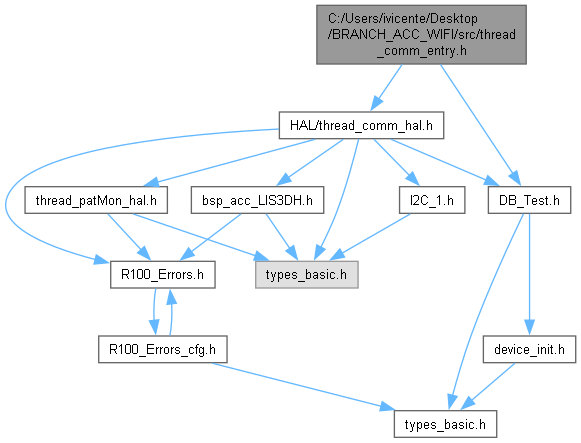 C:/Users/ivicente/Desktop
/BRANCH_ACC_WIFI/src/thread
_comm_entry.h
HAL/thread_comm_hal.h
thread_patMon_hal.h
bsp_acc_LIS3DH.h
I2C_1.h
DB_Test.h
R100_Errors.h
types_basic.h
R100_Errors_cfg.h
device_init.h
types_basic.h